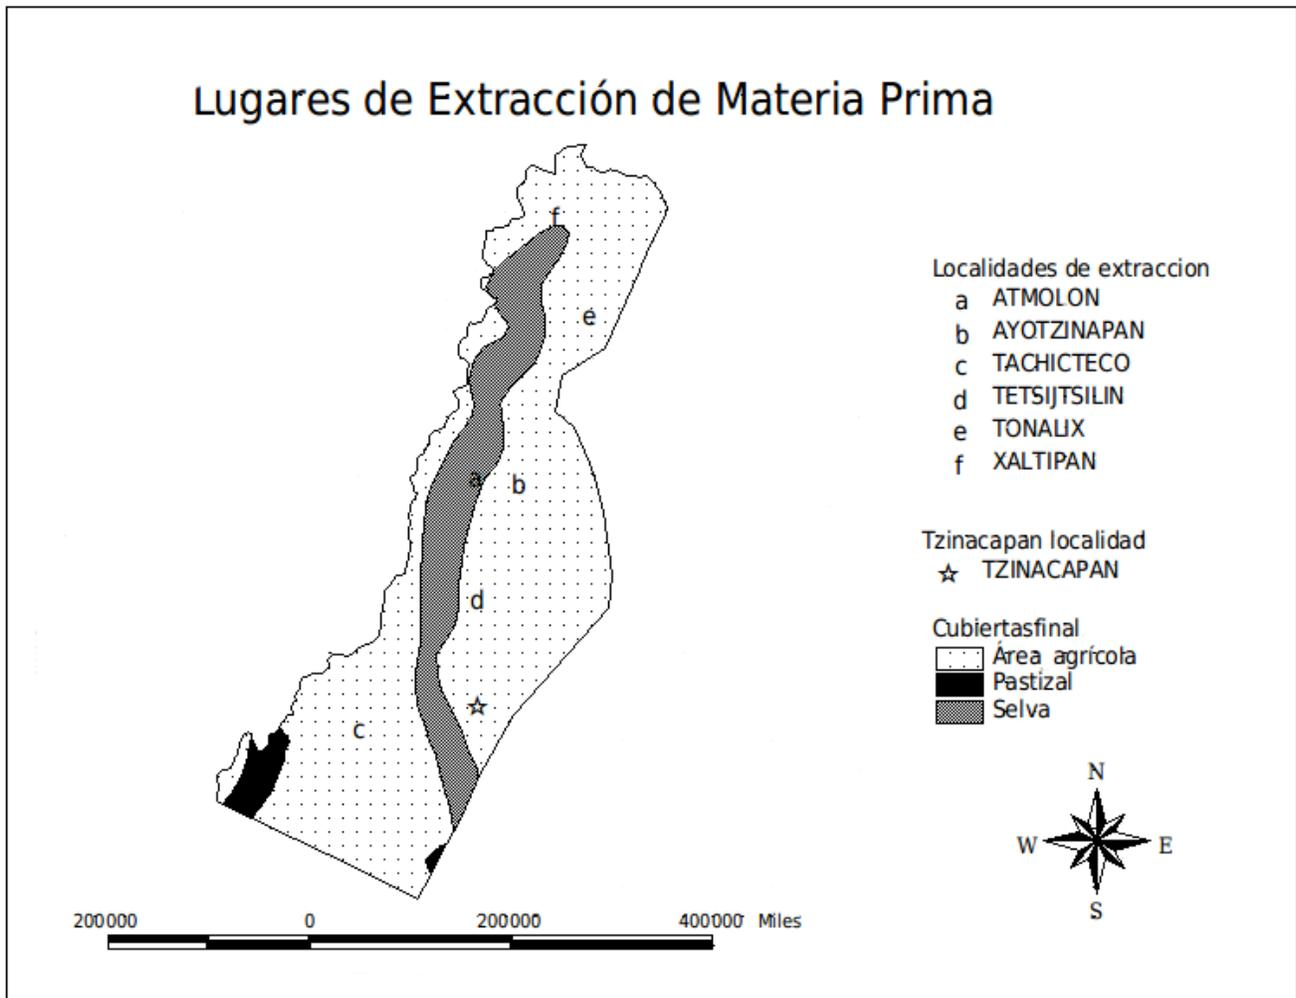 Lugares de Extracción de Materia Prima
f
e
a
b
d
c
Localidades de extraccion
a ATMOLON
b AYOTZINAPAN
c TACHICTECO
d TETSIJTSILIN
e TONALIX
f XALTIPAN
Tzinacapan localidad
TZINACAPAN
Cubiertasfinal
Área agrícola
Pastizal
Selva
N
W E
S
200000 0 200000 400000 Miles